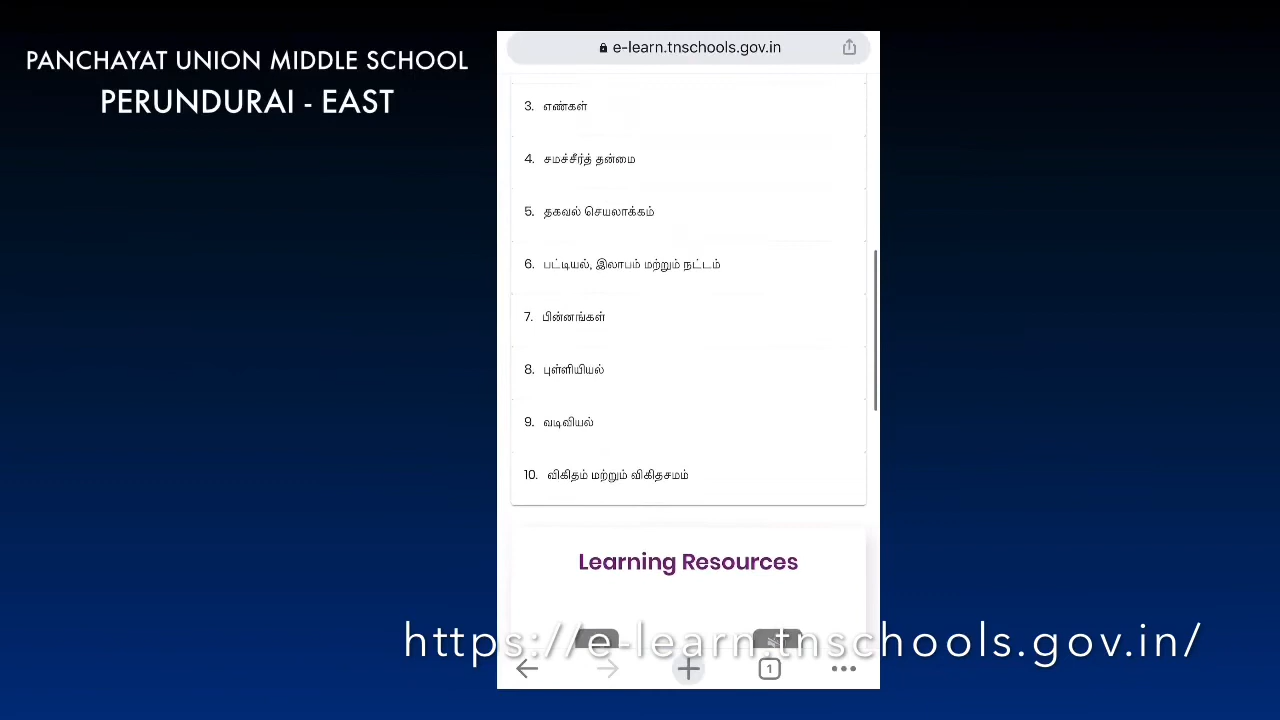 PANCHAYAT UNION MIDDLE SCHOOL
PERUNDURAI - EAST
e-learn.tnschools.gov.in
3. எண்கள்
4. சமச்சீர்த் தன்மை
5. தகவல் செயலாக்கம்
6. பட்டியல், இலாபம் மற்றும் நட்டம்
7. பின்னங்கள்
8. புள்ளியியல்
9. வடிவியல்
10. விகிதம் மற்றும் விகிதசமம்
Learning Resources
https://e-learn.tnschools.gov.in/
1